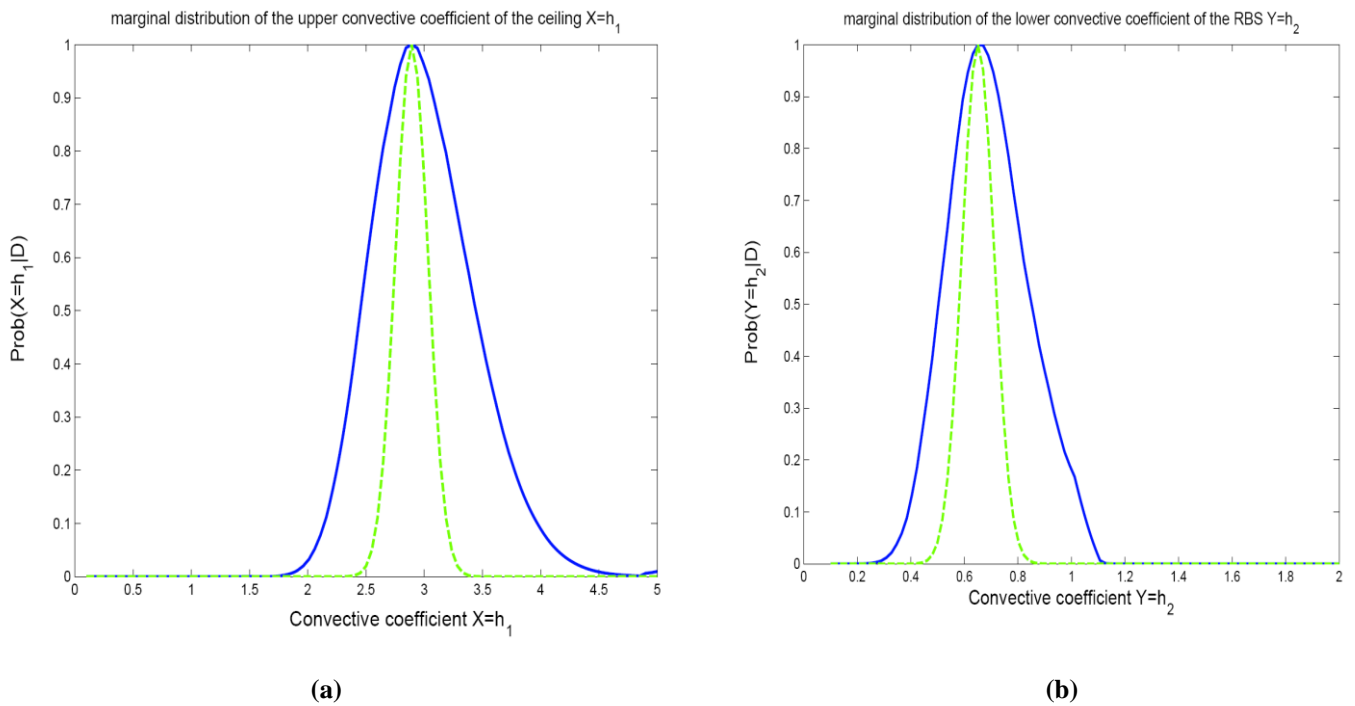 marginal distribution of the upper convective coefficient of the ceiling X=h1
1
0.9
0.8
0.7
0.6
0.5
0.4
0.3
0.2
0.1
0
Prob(X=h1|D)
0 0.5 1 1.5 2 2.5 3 3.5 4 4.5 5
Convective coefficient X=h1
(a)
marginal distribution of the lower convective coefficient of the RBS Y=h2
1
0.9
0.8
0.7
0.6
0.5
0.4
0.3
0.2
0.1
0
Prob(Y=h2|D)
0 0.2 0.4 0.6 0.8 1 1.2 1.4 1.6 1.8 2
Convective coefficient Y=h2
(b)